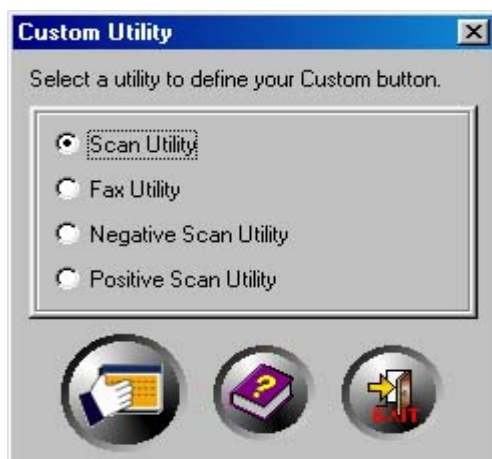 Custom Utility
Select a utility to define your Custom button.
Scan Utility
Fax Utility
Negative Scan Utility
Positive Scan Utility
?
EXIT